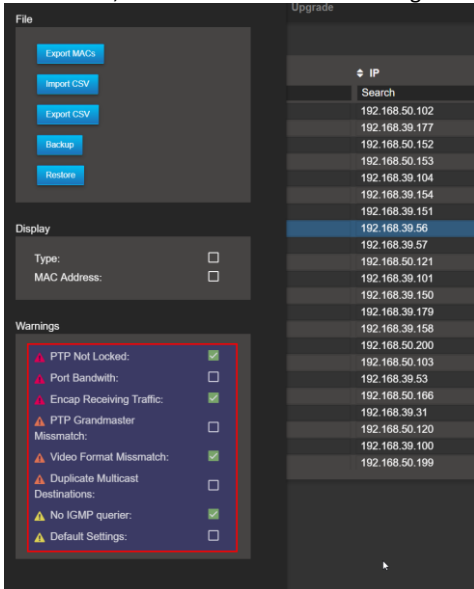 Upgrade
File
Export MACs
Import CSV
Export CSV
Backup
Restore
Display
Type:
MAC Address:
Warnings
PTP Not Locked:
Port Bandwith:
Encap Receiving Traffic:
PTP Grandmaster
Missmatch:
Video Format Missmatch:
Duplicate Multicast
Destinations:
No IGMP querier:
Default Settings:
IP
Search
192.168.50.102
192.168.39.177
192.168.50.152
192.168.50.153
192.168.39.104
192.168.39.154
192.168.39.151
192.168.39.56
192.168.39.57
192.168.50.121
192.168.39.101
192.168.39.150
192.168.39.179
192.168.39.158
192.168.50.200
192.168.50.103
192.168.39.53
192.168.50.166
192.168.39.31
192.168.50.120
192.168.39.100
192.168.50.199